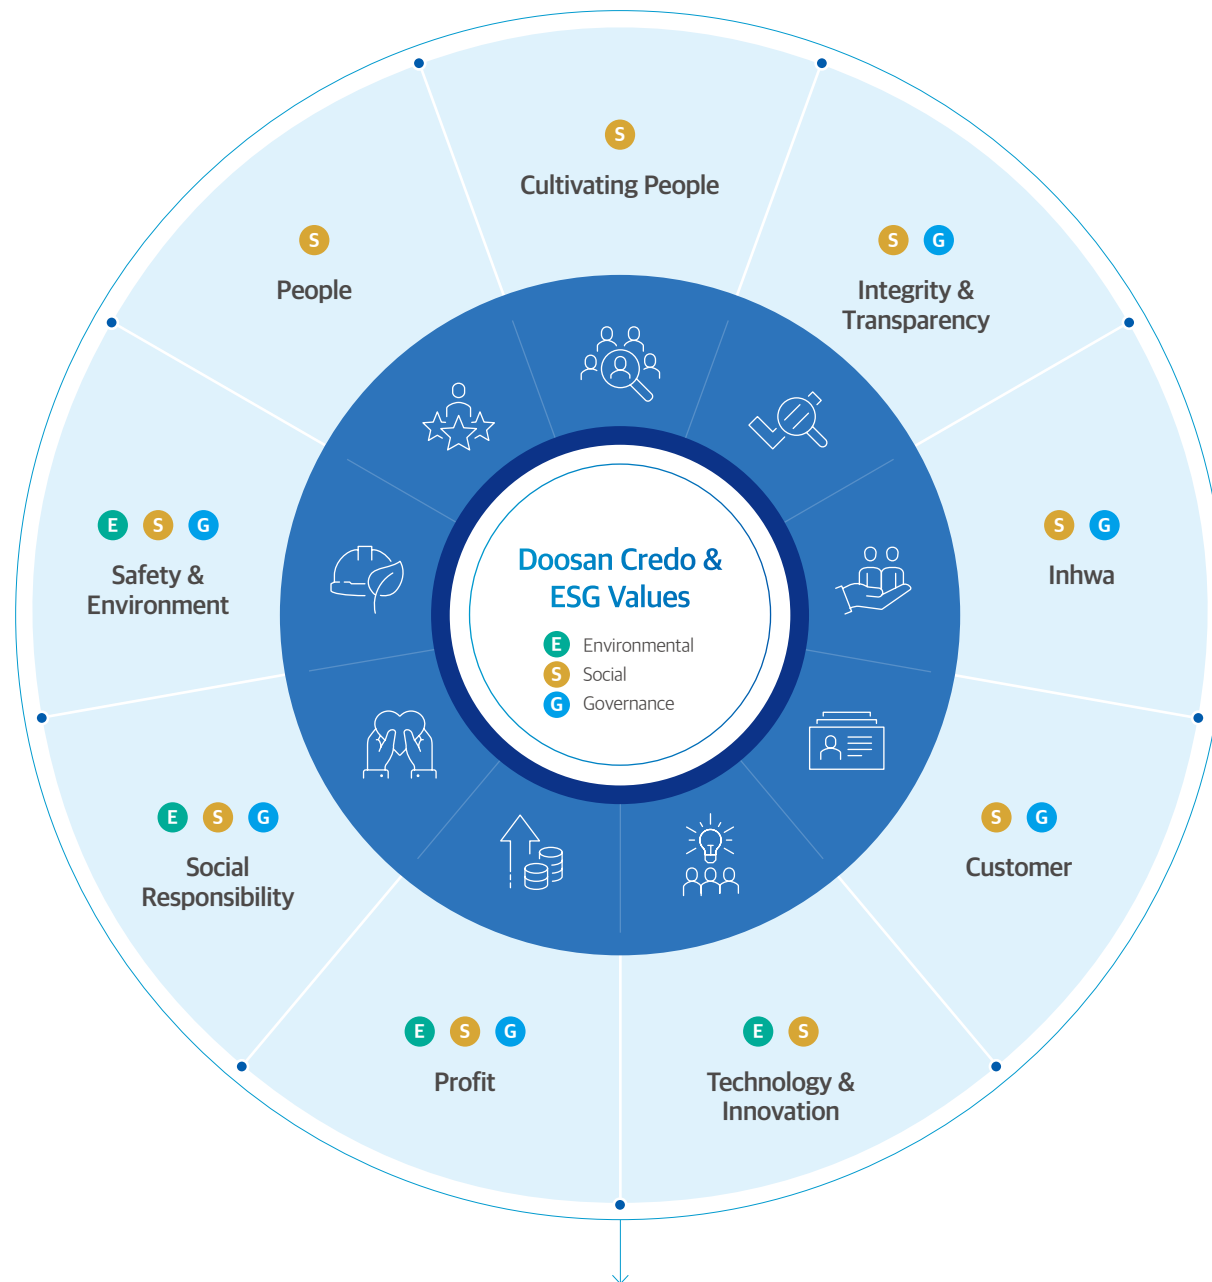 S
Cultivating People
S
People
S G
Integrity &
Transparency
E S G
Safety &
Environment
S G
Inhwa
Doosan Credo &
ESG Values
E Environmental
S Social
G Governance
E S G
Social
Responsibility
S G
Customer
E S G
Profit
E S
Technology &
Innovation